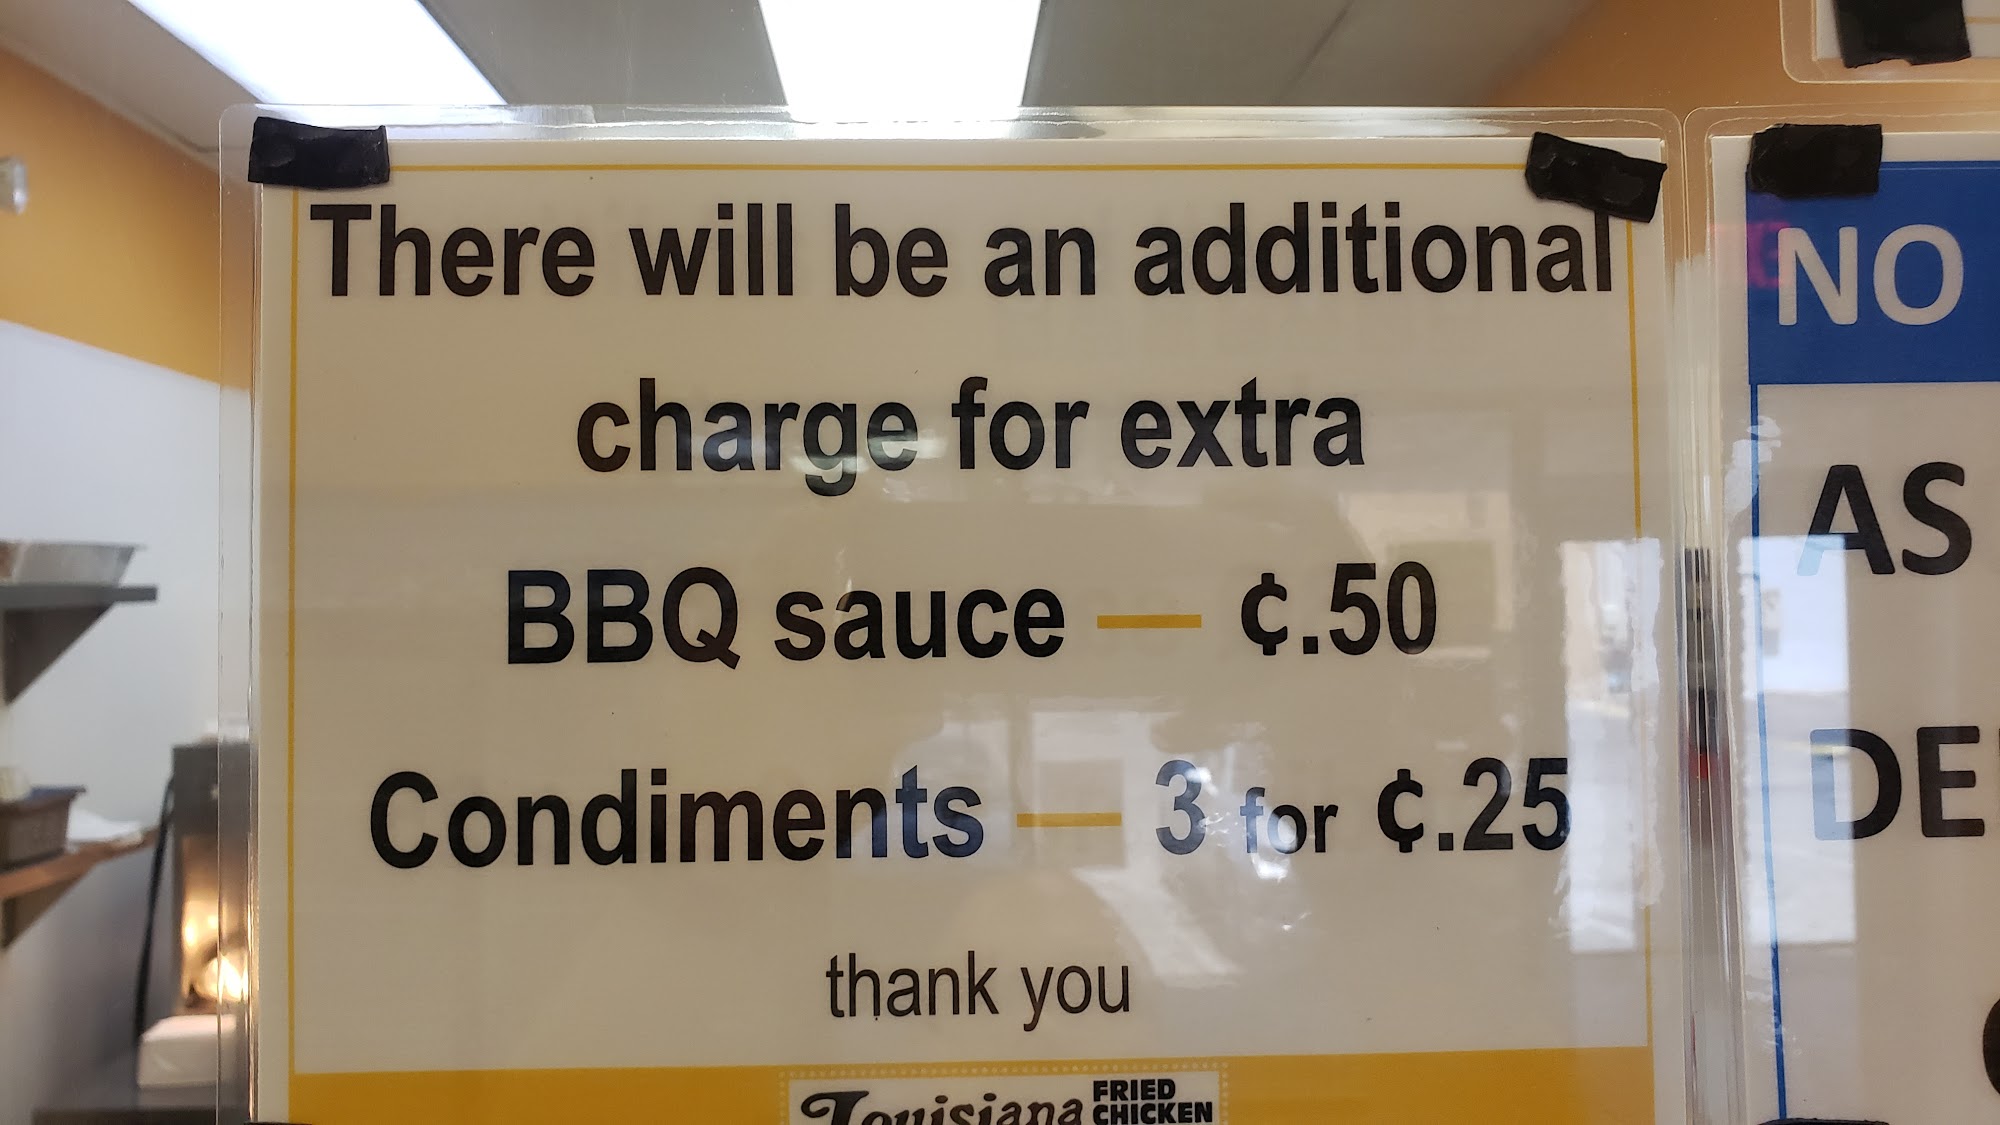 There will be an additional
charge for extra
BBQ sauce — ¢.50
Condiments — 3 for ¢.25
thank you
Louisiana FRIED CHICKEN
NO
AS